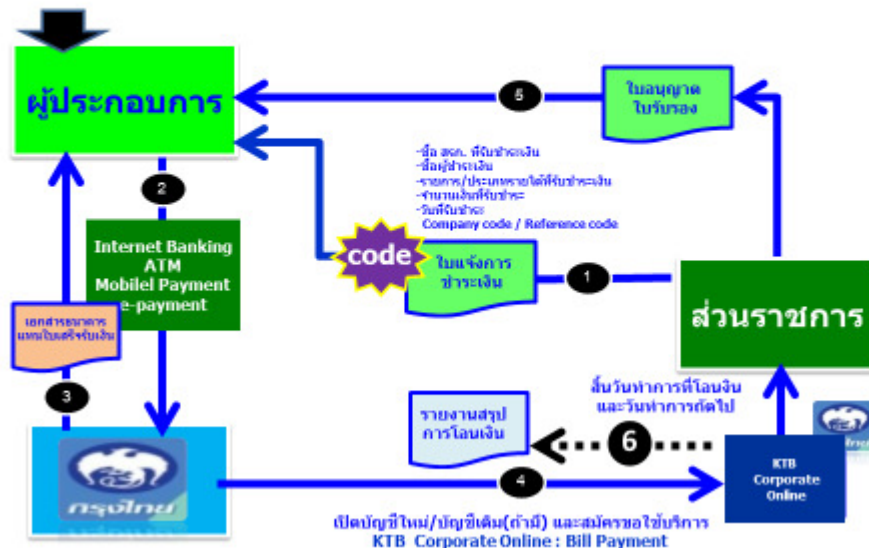 ผู้ประกอบการ
5
ใบอนุญาต
ใบรับรอง
-ชื่อ สรก. ที่รับชำระเงิน
-ชื่อผู้ชำระเงิน
-รายการ/ประเภทรายได้ที่รับชำระเงิน
-จำนวนเงินที่รับชำระ
-วันที่รับชำระ
Company code / Reference code
2
Internet Banking
ATM
Mobilel Payment
e-payment
code
ใบแจ้งการ
ชำระเงิน
1
ส่วนราชการ
เอกสารธนาคาร
แทนใบเสร็จรับเงิน
3
สิ้นวันทำการที่โอนเงิน
และวันทำการถัดไป
รายงานสรุป
การโอนเงิน
6
กรุงไทย
4
KTB
Corporate
Online
กรุงไทย
เปิดบัญชีใหม่/บัญชีเดิม(ถ้ามี) และสมัครขอใช้บริการ
KTB Corporate Online : Bill Payment